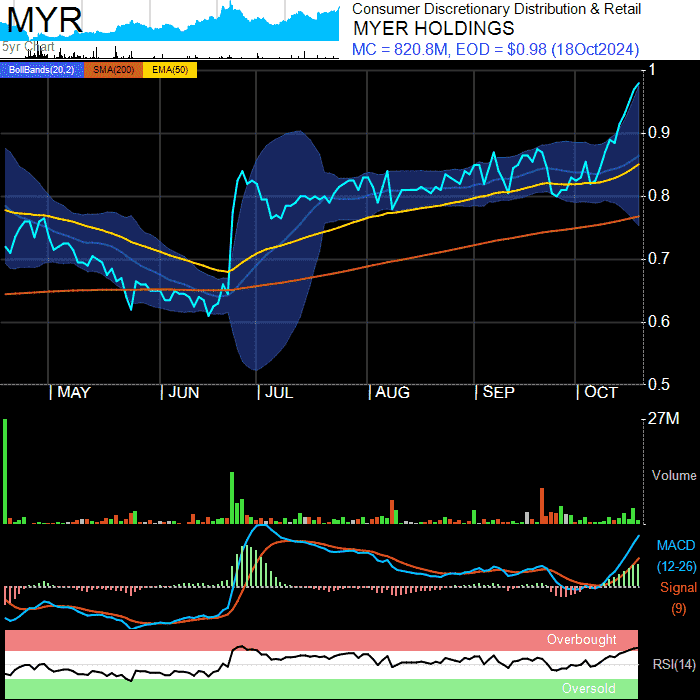 MYR
5yr Chart
Consumer Discretionary Distribution & Retail
MYER HOLDINGS
MC = 820.8M, EOD = $0.98 (18Oct2024)
BollBands(20,2) SMA(200) EMA(50)
1
0.9
0.8
0.7
0.6
0.5
| MAY | JUN | JUL | AUG | SEP | OCT
27M
Volume
MACD
(12-26)
Signal
(9)
Overbought
RSI(14)
Oversold